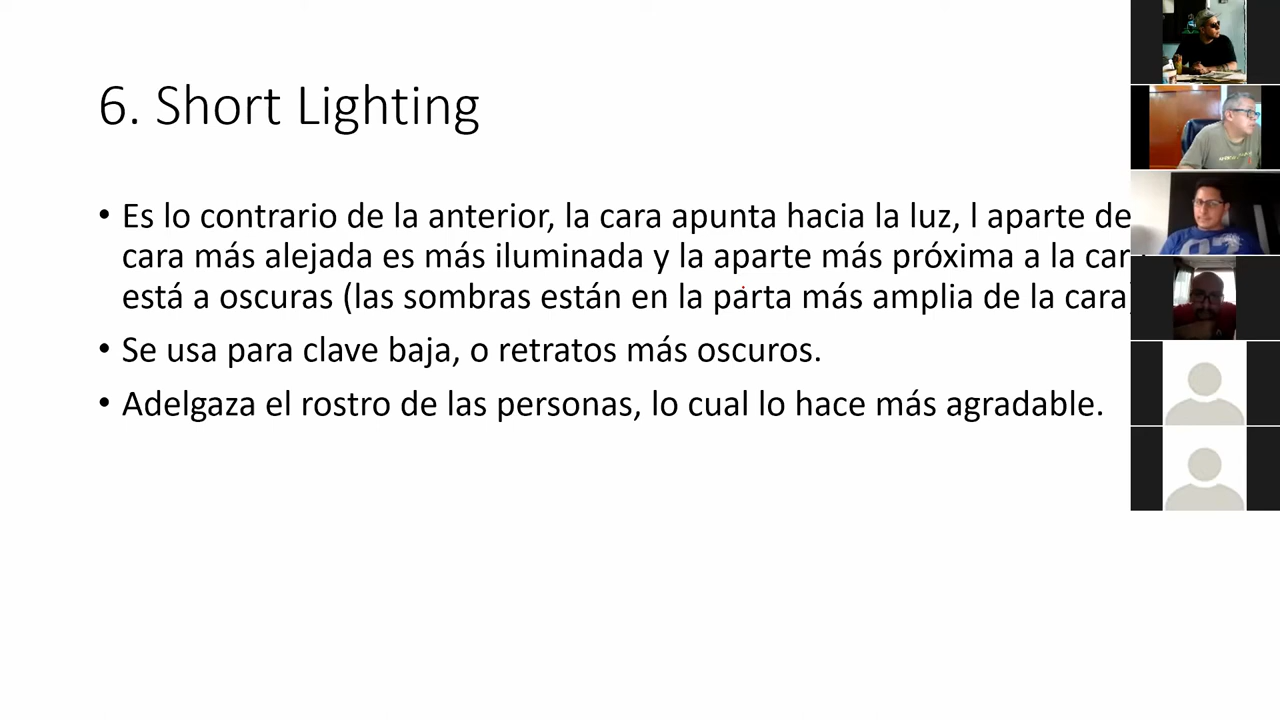 6. Short Lighting
• Es lo contrario de la anterior, la cara apunta hacia la luz, l aparte de
cara más alejada es más iluminada y la aparte más próxima a la car
está a oscuras (las sombras están en la parta más amplia de la cara)
• Se usa para clave baja, o retratos más oscuros.
• Adelgaza el rostro de las personas, lo cual lo hace más agradable.